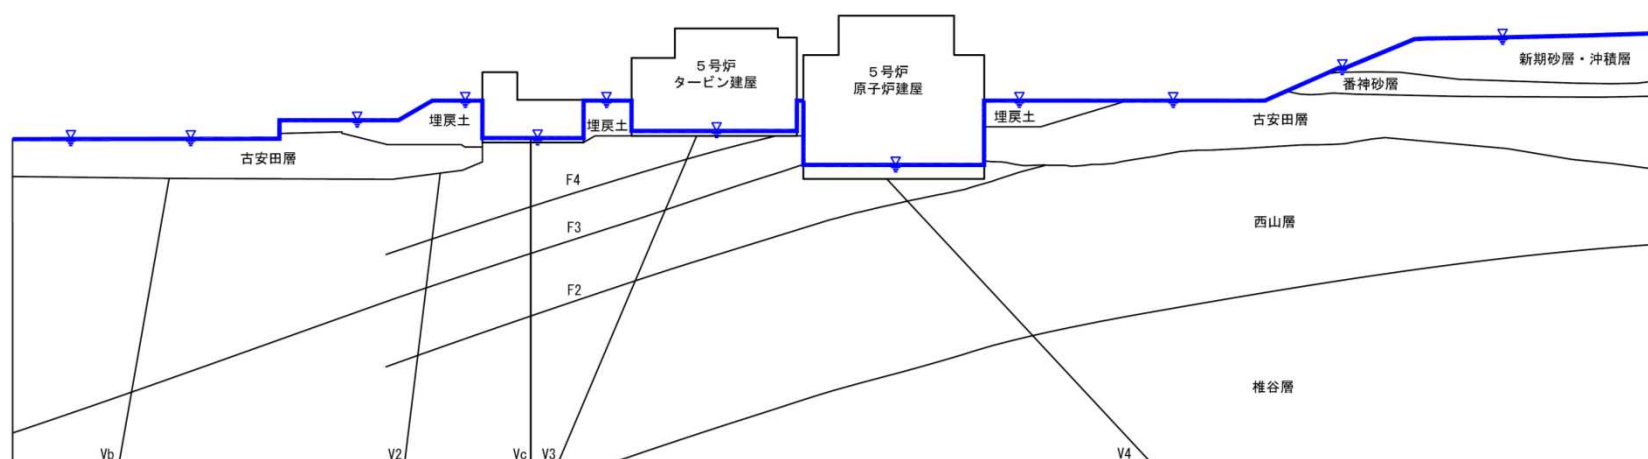 5号炉
タービン建屋
5号炉
原子炉建屋
新期砂層・沖積層
番神砂層
埋戻土
埋戻土
埋戻土
古安田層
古安田層
F4
F3
西山層
F2
椎谷層
Vb
V2
Vc
V3
V4